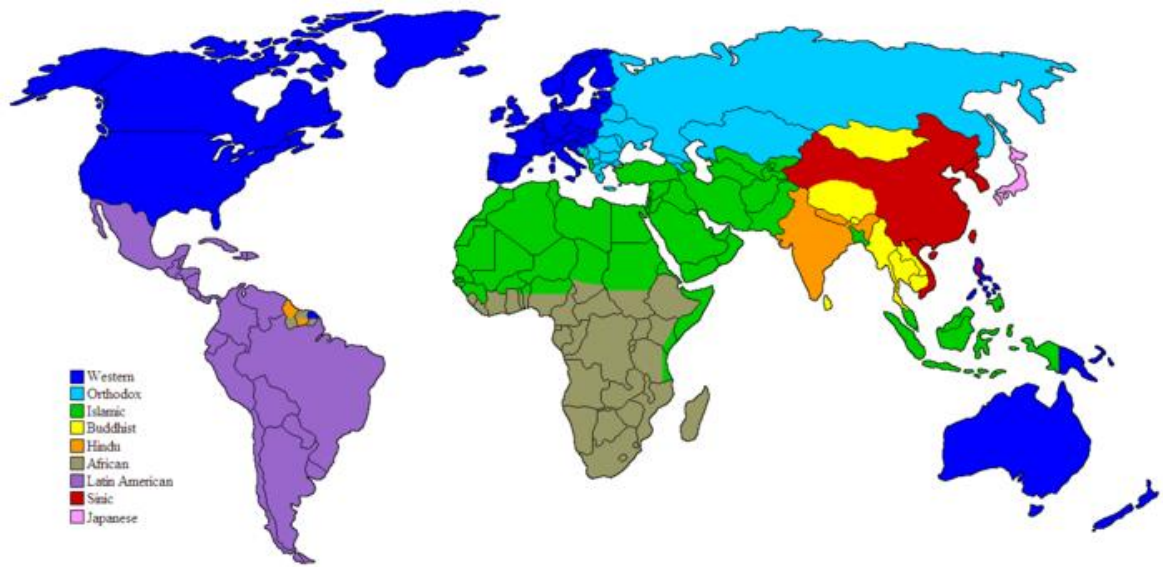 Western
Orthodox
Islamic
Buddhist
Hindu
African
Latin American
Sinic
Japanese